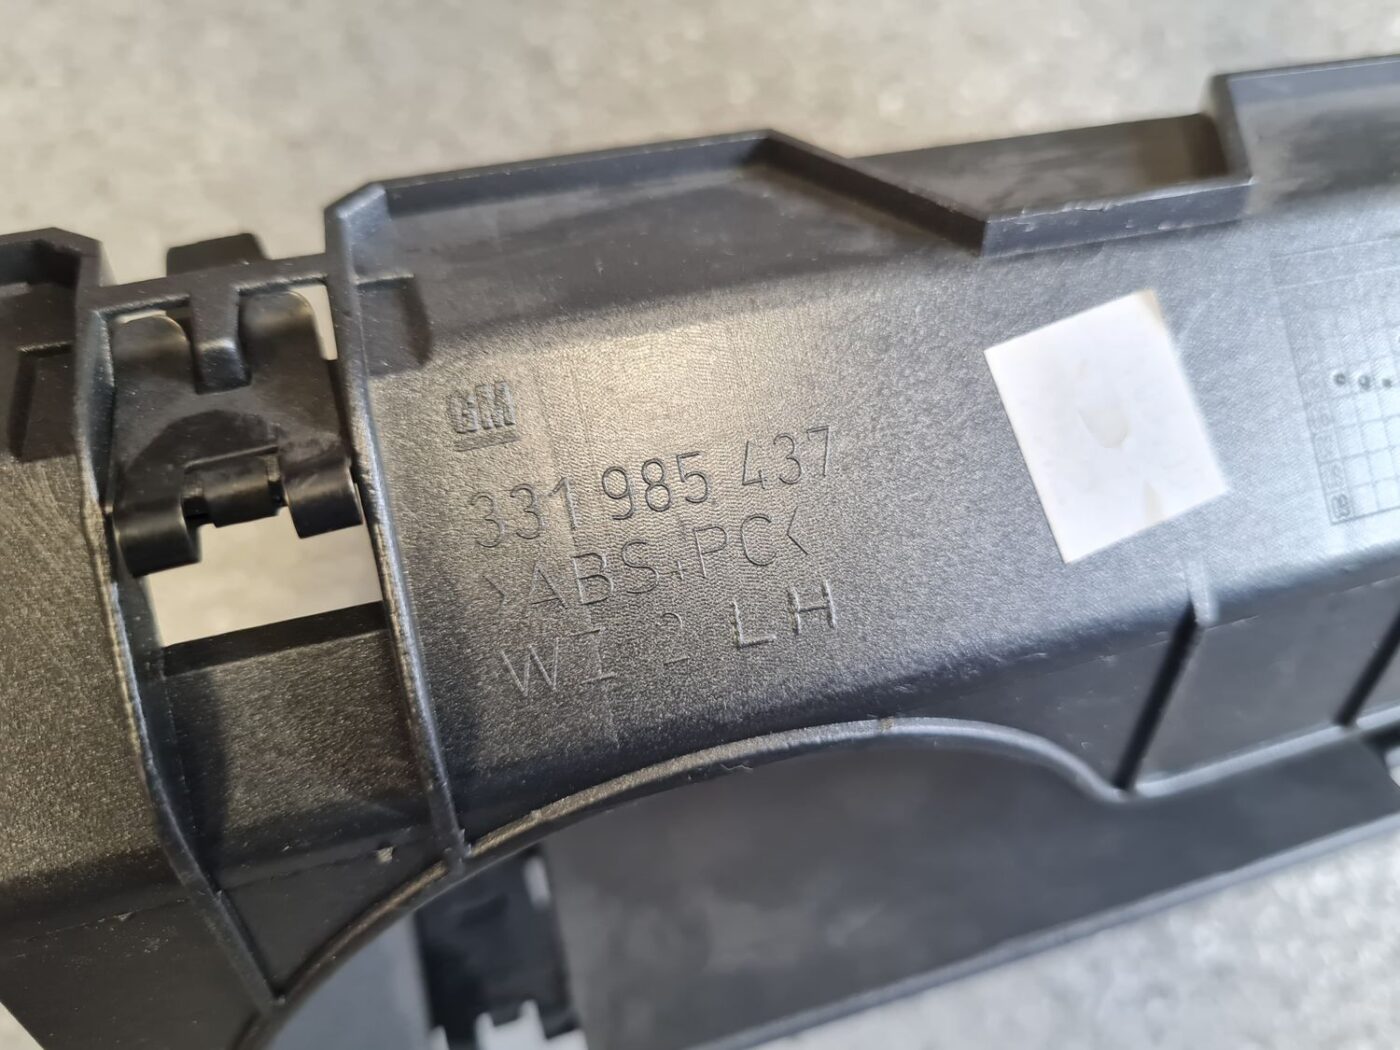 GM
331 985 437
>ABS+PC<
WI 2 LH